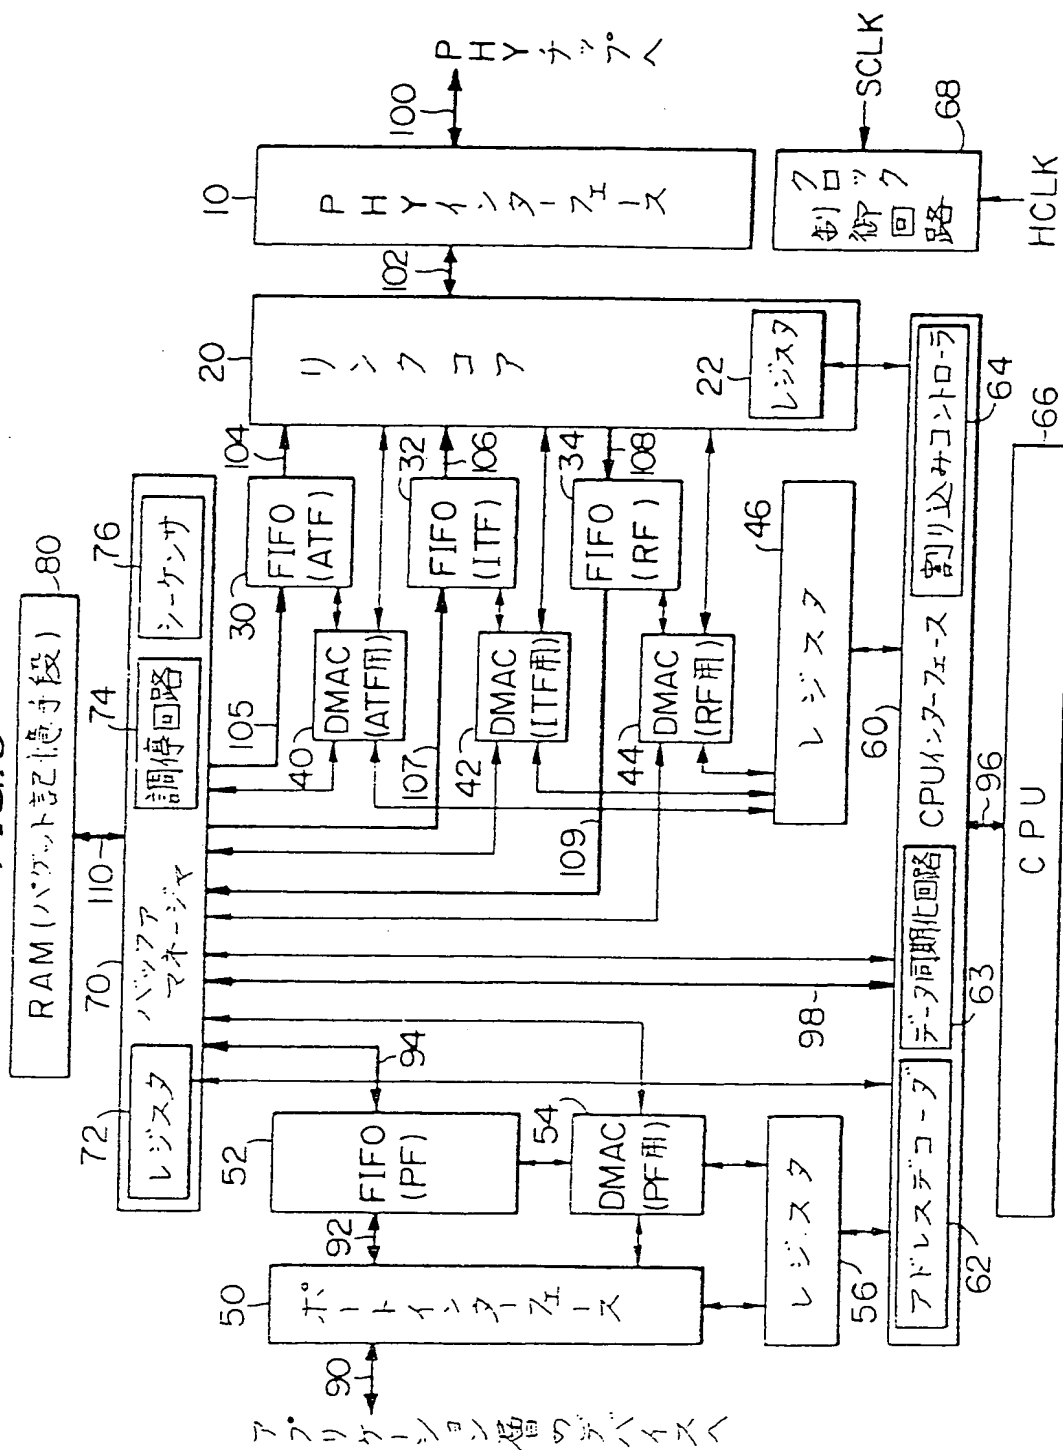 RAM(パケット記憶手段)
80
110
70
バッファ
マネージャ
72
レジスタ
74
調停回路
76
シーケンサ
PHYチップへ
100
10
PHYインターフェース
102
20
リンクコア
22
レジスタ
SCLK
68
クロック
制御
回路
HCLK
104
30
FIFO
(ATF)
105
32
FIFO
(ITF)
106
107
34
FIFO
(RF)
108
109
40
DMAC
(ATF用)
42
DMAC
(ITF用)
44
DMAC
(RF用)
46
レジスタ
アプリケーション層のデバイスへ
90
50
ポートインターフェース
92
52
FIFO
(PF)
94
54
DMAC
(PF用)
56
レジスタ
98
60
CPUインターフェース
62
アドレスデコーダ
63
データ同期化回路
64
割り込みコントローラ
96
66
CPU